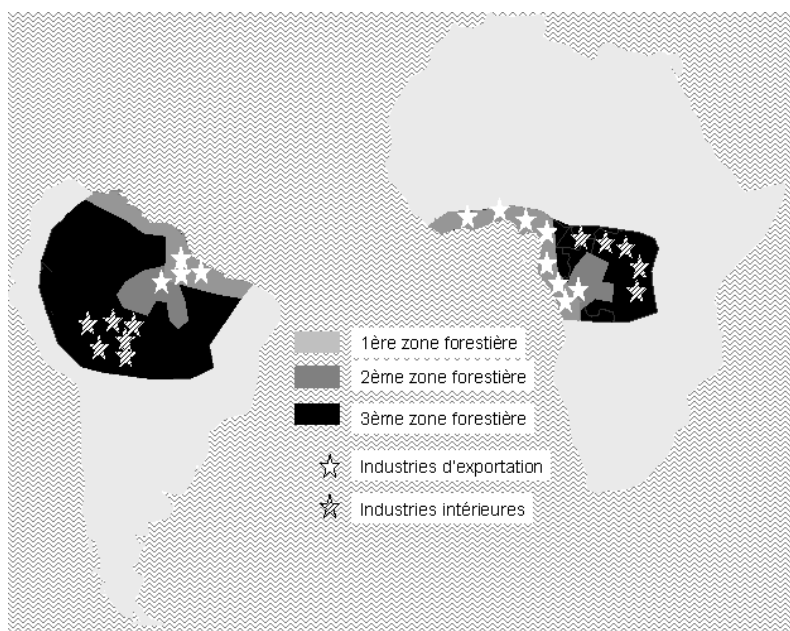 1ère zone forestière
2ème zone forestière
3ème zone forestière
Industries d'exportation
Industries intérieures